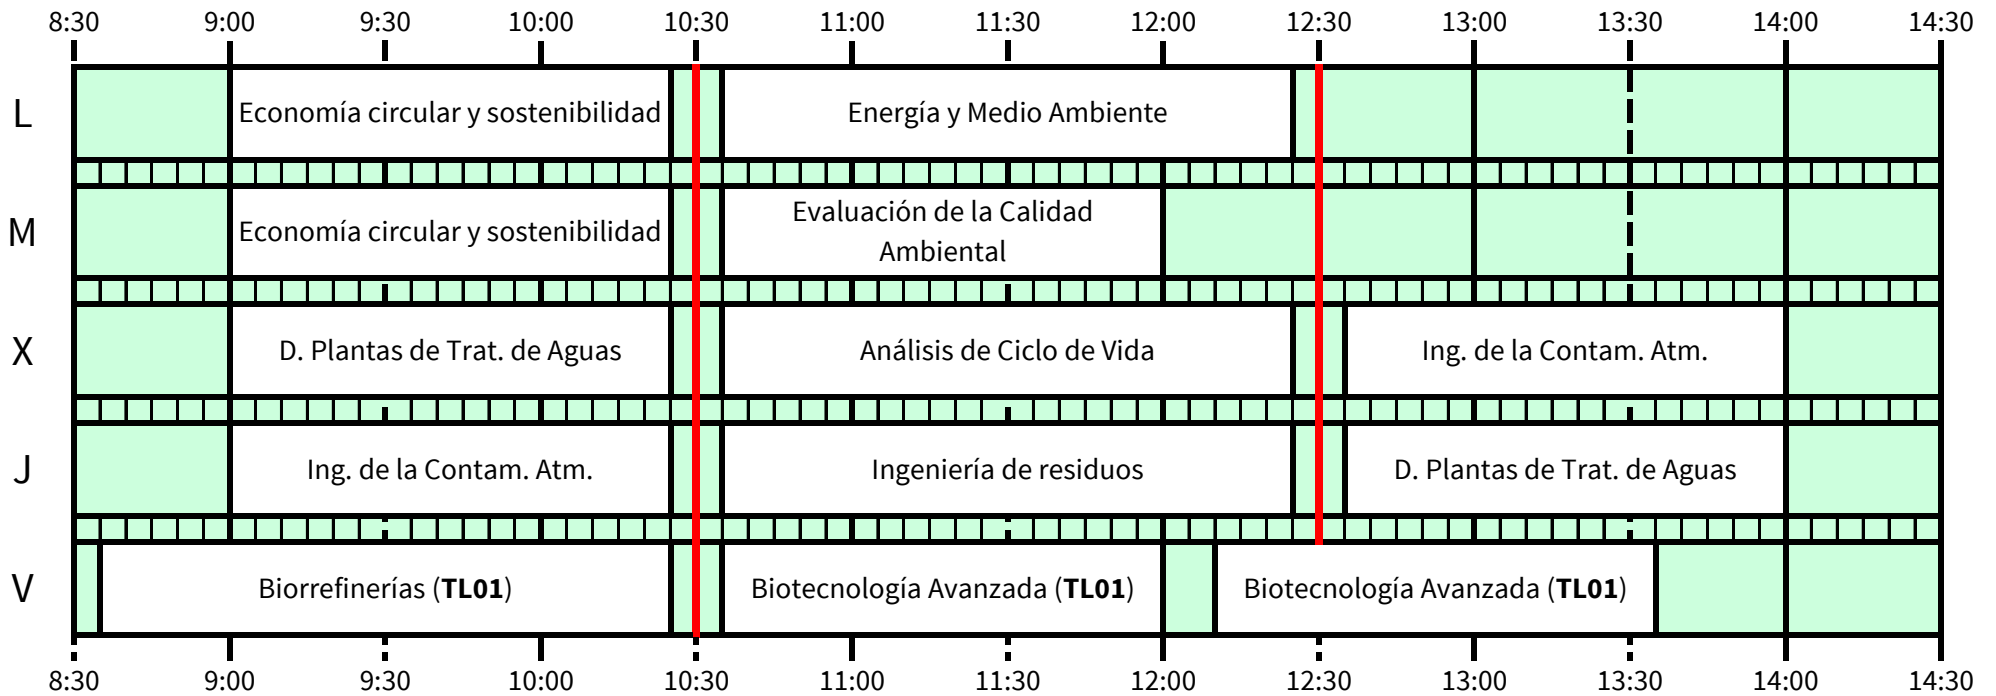 8:30 9:00 9:30 10:00 10:30 11:00 11:30 12:00 12:30 13:00 13:30 14:00 14:30
L Economía circular y sostenibilidad Energía y Medio Ambiente
M Economía circular y sostenibilidad Evaluación de la Calidad
Ambiental
X D. Plantas de Trat. de Aguas Análisis de Ciclo de Vida Ing. de la Contam. Atm.
J Ing. de la Contam. Atm. Ingeniería de residuos D. Plantas de Trat. de Aguas
V Biorrefinerías (TL01) Biotecnología Avanzada (TL01) Biotecnología Avanzada (TL01)
8:30 9:00 9:30 10:00 10:30 11:00 11:30 12:00 12:30 13:00 13:30 14:00 14:30